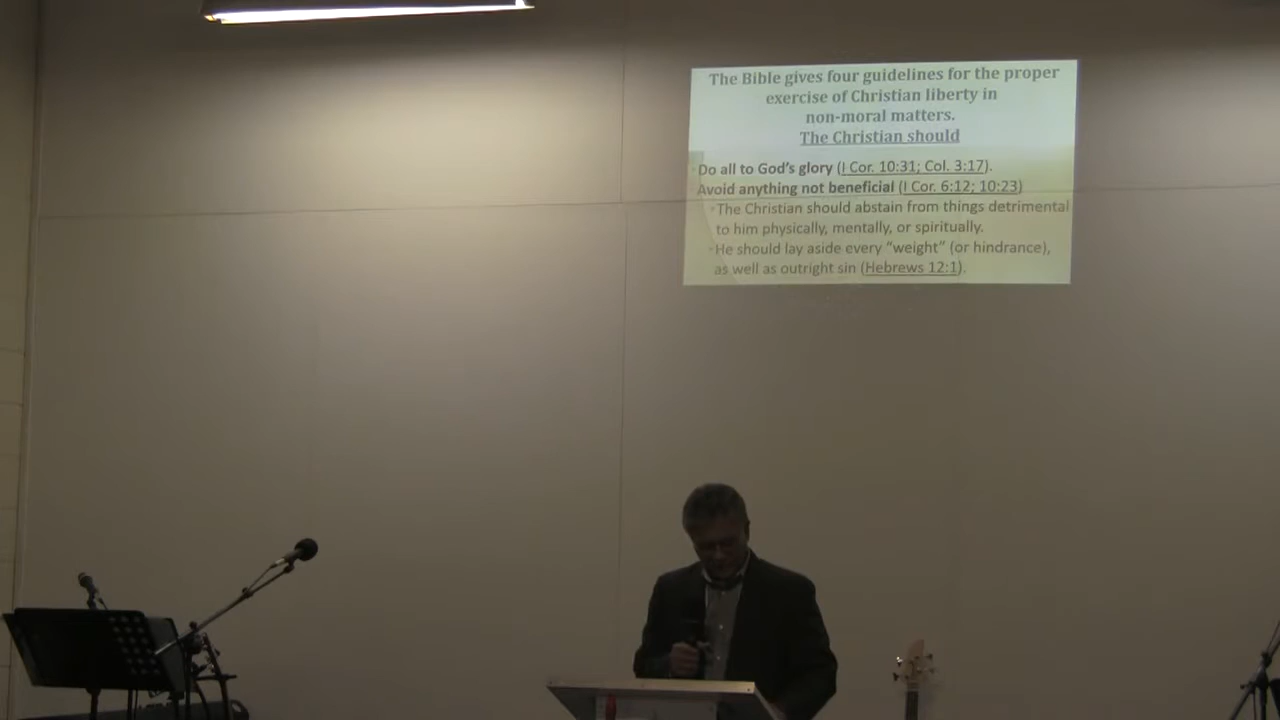 The Bible gives four guidelines for the proper
exercise of Christian liberty in
non-moral matters.
The Christian should
Do all to God's glory (I Cor. 10:31; Col. 3:17).
Avoid anything not beneficial (I Cor. 6:12; 10:23)
The Christian should abstain from things detrimental
to him physically, mentally, or spiritually.
He should lay aside every “weight” (or hindrance),
as well as outright sin (Hebrews 12:1).